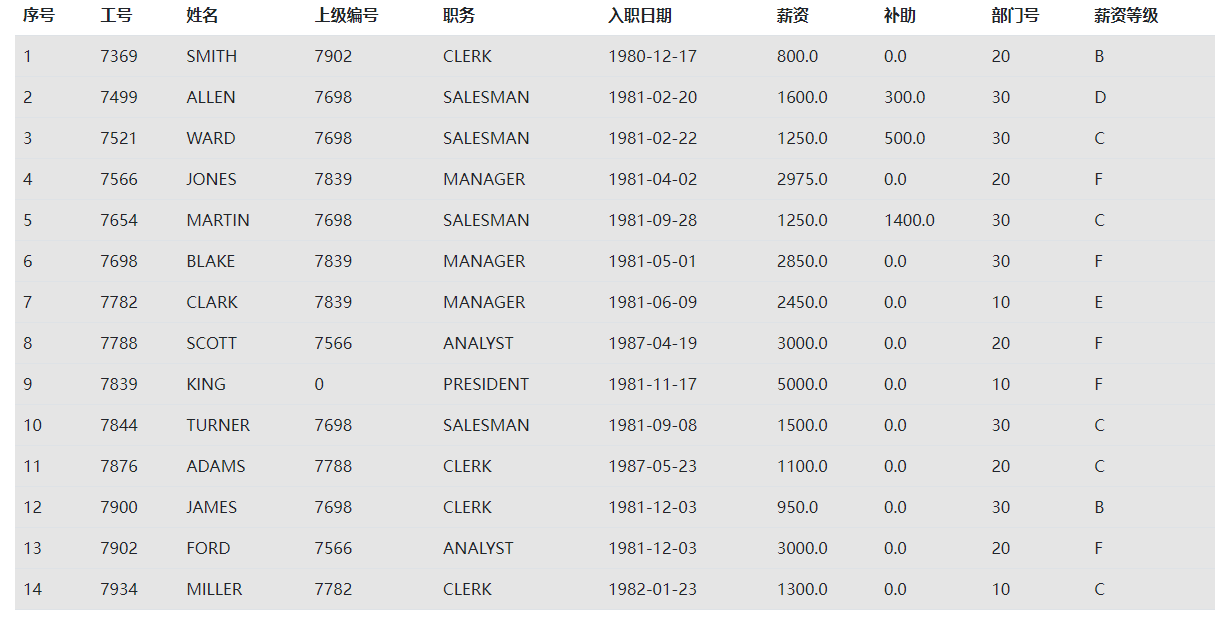 序号 工号 姓名 上级编号 职务 入职日期 薪资 补助 部门号 薪资等级
1 7369 SMITH 7902 CLERK 1980-12-17 800.0 0.0 20 B
2 7499 ALLEN 7698 SALESMAN 1981-02-20 1600.0 300.0 30 D
3 7521 WARD 7698 SALESMAN 1981-02-22 1250.0 500.0 30 C
4 7566 JONES 7839 MANAGER 1981-04-02 2975.0 0.0 20 F
5 7654 MARTIN 7698 SALESMAN 1981-09-28 1250.0 1400.0 30 C
6 7698 BLAKE 7839 MANAGER 1981-05-01 2850.0 0.0 30 F
7 7782 CLARK 7839 MANAGER 1981-06-09 2450.0 0.0 10 E
8 7788 SCOTT 7566 ANALYST 1987-04-19 3000.0 0.0 20 F
9 7839 KING 0 PRESIDENT 1981-11-17 5000.0 0.0 10 F
10 7844 TURNER 7698 SALESMAN 1981-09-08 1500.0 0.0 30 C
11 7876 ADAMS 7788 CLERK 1987-05-23 1100.0 0.0 20 C
12 7900 JAMES 7698 CLERK 1981-12-03 950.0 0.0 30 B
13 7902 FORD 7566 ANALYST 1981-12-03 3000.0 0.0 20 F
14 7934 MILLER 7782 CLERK 1982-01-23 1300.0 0.0 10 C